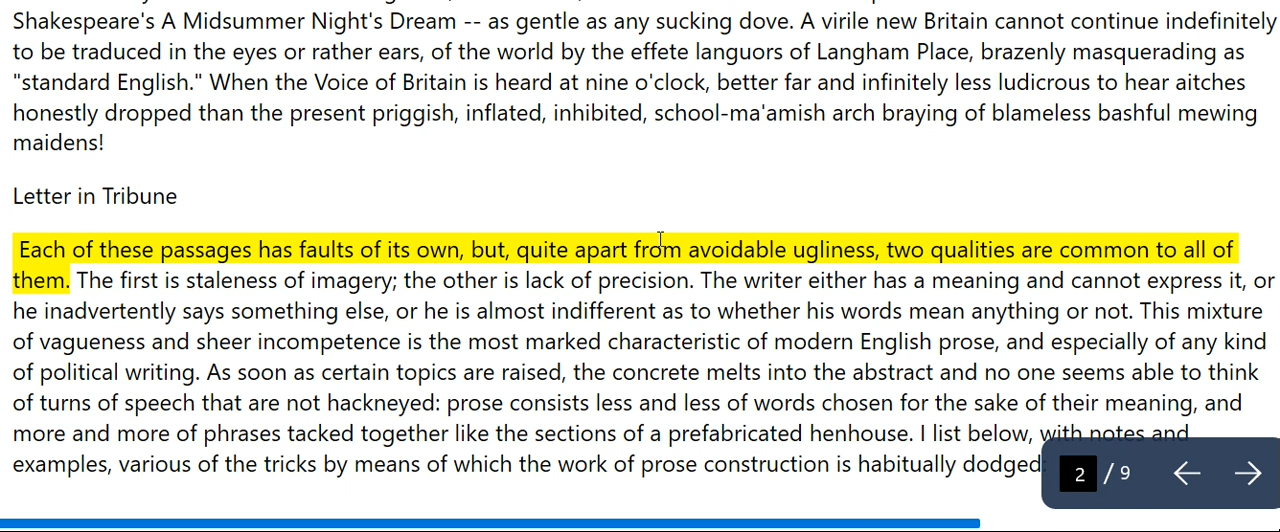 Shakespeare's A Midsummer Night's Dream -- as gentle as any sucking dove. A virile new Britain cannot continue indefinitely
to be traduced in the eyes or rather ears, of the world by the effete languors of Langham Place, brazenly masquerading as
"standard English." When the Voice of Britain is heard at nine o'clock, better far and infinitely less ludicrous to hear aitches
honestly dropped than the present priggish, inflated, inhibited, school-ma'amish arch braying of blameless bashful mewing
maidens!
Letter in Tribune
Each of these passages has faults of its own, but, quite apart from avoidable ugliness, two qualities are common to all of
them. The first is staleness of imagery; the other is lack of precision. The writer either has a meaning and cannot express it, or
he inadvertently says something else, or he is almost indifferent as to whether his words mean anything or not. This mixture
of vagueness and sheer incompetence is the most marked characteristic of modern English prose, and especially of any kind
of political writing. As soon as certain topics are raised, the concrete melts into the abstract and no one seems able to think
of turns of speech that are not hackneyed: prose consists less and less of words chosen for the sake of their meaning, and
more and more of phrases tacked together like the sections of a prefabricated henhouse. I list below, with notes and
examples, various of the tricks by means of which the work of prose construction is habitually dodged:
2 / 9